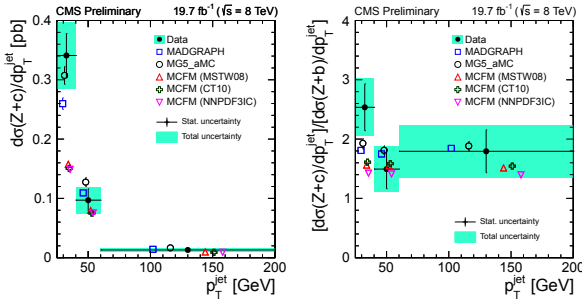 CMS Preliminary 19.7 fb⁻¹ (√s = 8 TeV)
dσ(Z+c)/dp_T^jet [pb]
0.4
0.3
0.2
0.1
0
Data
MADGRAPH
MG5_aMC
MCFM (MSTW08)
MCFM (CT10)
MCFM (NNPDF3IC)
Stat. uncertainty
Total uncertainty
50 100 150 200
p_T^jet [GeV]
CMS Preliminary 19.7 fb⁻¹ (√s = 8 TeV)
[dσ(Z+c)/dp_T^jet]/[dσ(Z+b)/dp_T^jet]
4
3
2
1
0
Data
MADGRAPH
MG5_aMC
MCFM (MSTW08)
MCFM (CT10)
MCFM (NNPDF3IC)
Stat. uncertainty
Total uncertainty
50 100 150 200
p_T^jet [GeV]